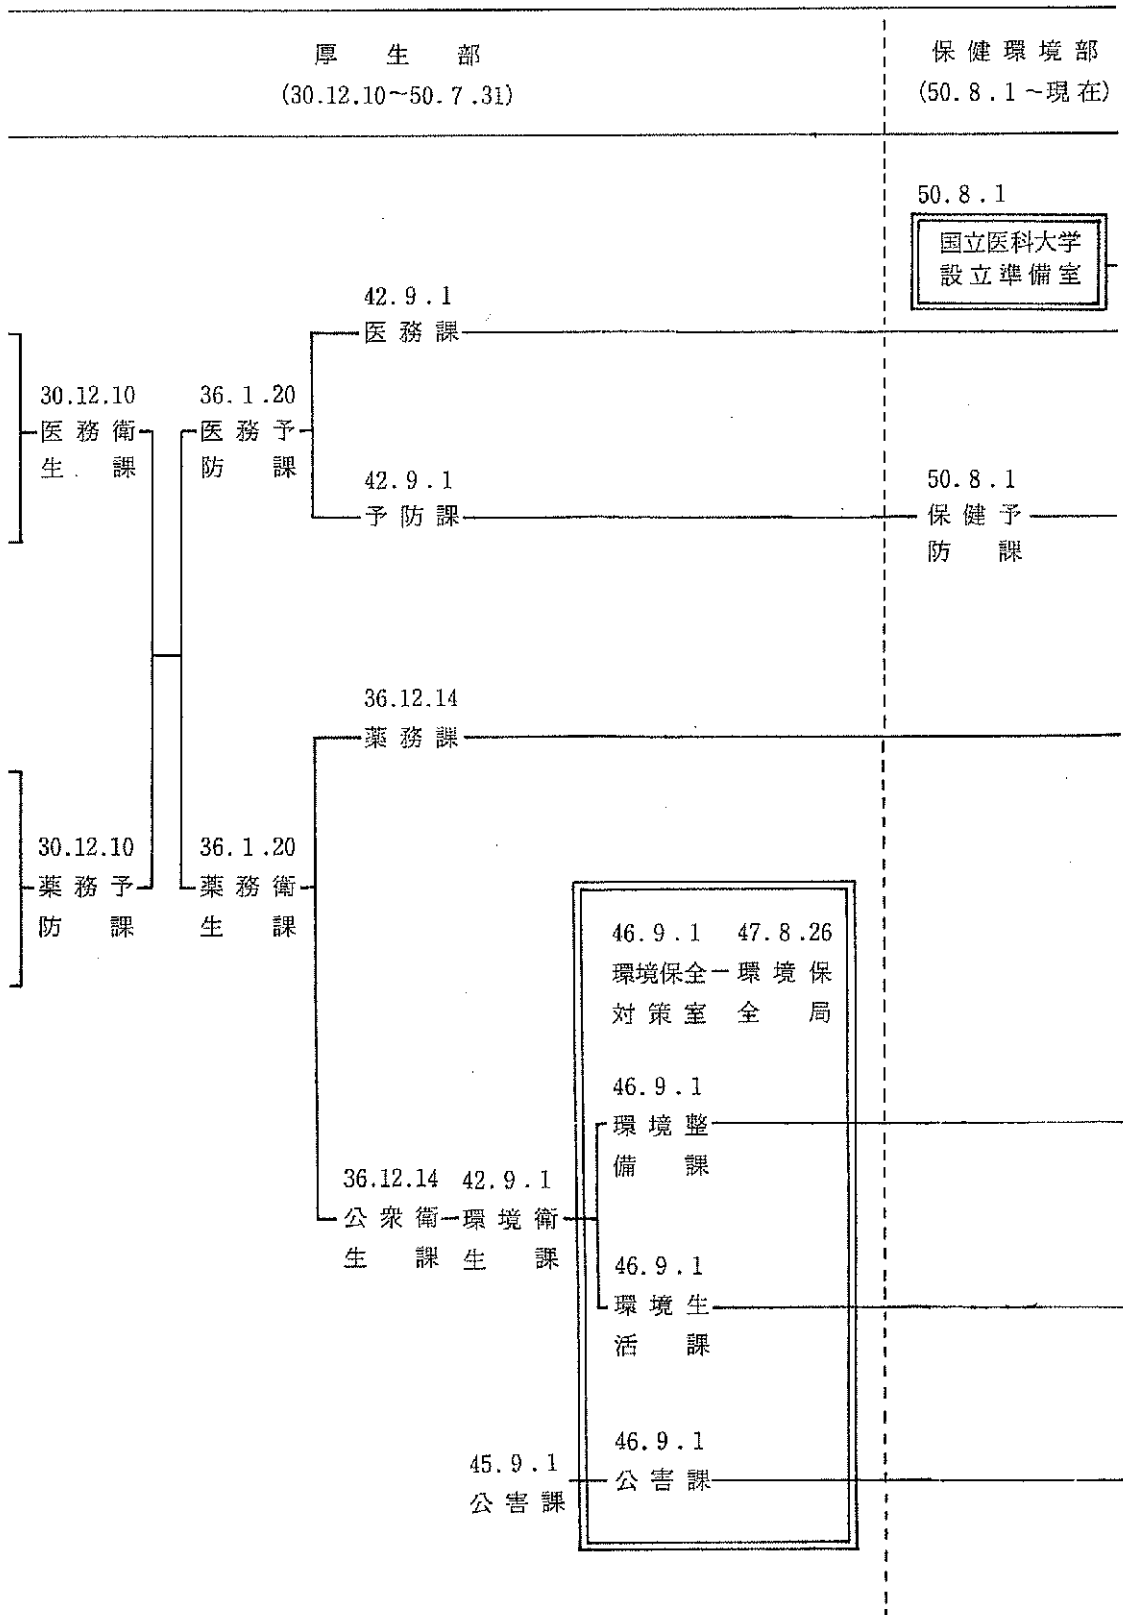 厚生部
(30.12.10~50.7.31)
保健環境部
(50.8.1~現在)
50.8.1
国立医科大学
設立準備室
42.9.1
医務課
30.12.10
医務衛
生課
36.1.20
医務予
防課
42.9.1
予防課
50.8.1
保健予
防課
36.12.14
薬務課
30.12.10
薬務予
防課
36.1.20
薬務衛
生課
46.9.1
環境保全
対策室
47.8.26
環境保
全局
46.9.1
環境整
備課
36.12.14
公衆衛
生課
42.9.1
環境衛
生課
46.9.1
環境生
活課
45.9.1
公害課
46.9.1
公害課